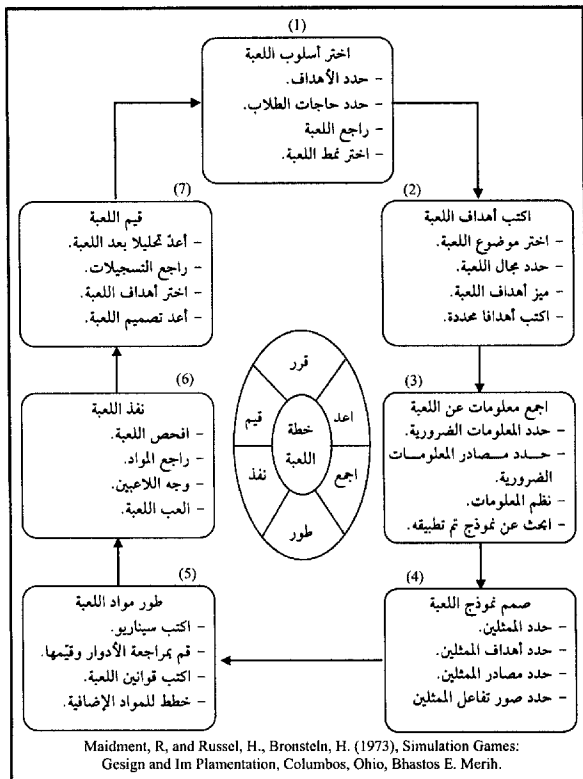 (1)
اختر أسلوب اللعبة
- حدد الأهداف.
- حدد حاجات الطلاب.
- راجع اللعبة
- اختر نمط اللعبة.
(2)
اكتب أهداف اللعبة
- اختر موضوع اللعبة.
- حدد مجال اللعبة.
- ميز أهداف اللعبة.
- اكتب أهدافا محددة.
(3)
اجمع معلومات عن اللعبة
- حدد المعلومات الضرورية.
- حدد مصادر المعلومات
الضرورية.
- نظم المعلومات.
- ابحث عن نموذج تم تطبيقه.
(4)
صمم نموذج اللعبة
- حدد الممثلين.
- حدد أهداف الممثلين.
- حدد مصادر الممثلين.
- حدد صور تفاعل الممثلين
(5)
طور مواد اللعبة
- اكتب سيناريو.
- قم بمراجعة الأدوار وقيّمها.
- اكتب قوانين اللعبة.
- خطط للمواد الإضافية.
(6)
نفذ اللعبة
- افحص اللعبة.
- راجع المواد.
- وجه اللاعبين.
- العب اللعبة.
(7)
قيم اللعبة
- أعدّ تحليلا بعد اللعبة.
- راجع التسجيلات.
- اختر أهداف اللعبة.
- أعد تصميم اللعبة.
قرر
اعد
اجمع
طور
نفذ
قيم
خطة
اللعبة
Maidment, R, and Russel, H., Bronsteln, H. (1973), Simulation Games:
Gesign and Im Plamentation, Columbos, Ohio, Bhastos E. Merih.